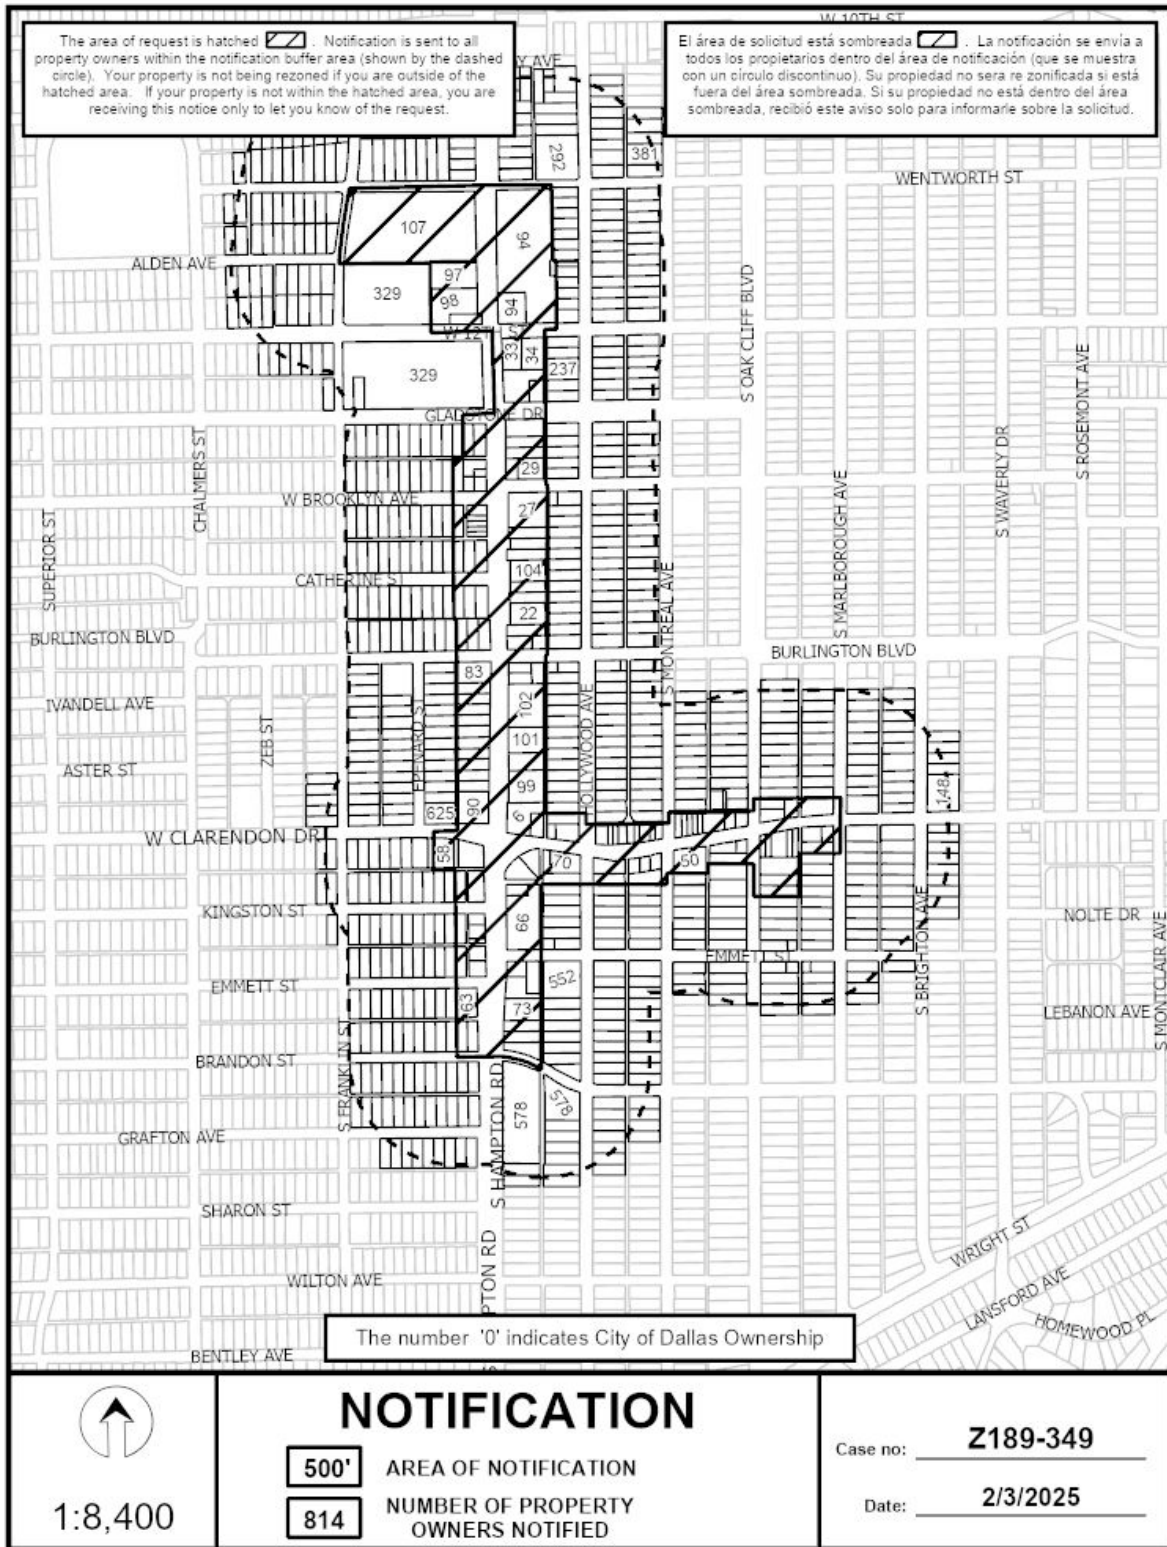 W 10TH ST
The area of request is hatched . Notification is sent to all
property owners within the notification buffer area (shown by the dashed
circle). Your property is not being rezoned if you are outside of the
hatched area. If your property is not within the hatched area, you are
receiving this notice only to let you know of the request.
El área de solicitud está sombreada . La notificación se envía a
todos los propietarios dentro del área de notificación (que se muestra
con un círculo discontinuo). Su propiedad no sera re zonificada si está
fuera del área sombreada. Si su propiedad no está dentro del área
sombreada, recibió este aviso solo para informarle sobre la solicitud.
AVE
292
381
WENTWORTH ST
107
94
ALDEN AVE
97
329
98
94
S OAK CLIFF BLVD
W 12TH ST
33
34
329
237
S ROSEMONT AVE
GLADSTONE DR
CHALMERS ST
29
S WAVERLY DR
W BROOKLYN AVE
27
S MARLBOROUGH AVE
SUPERIOR ST
CATHERINE ST
104
S MONTREAL AVE
22
BURLINGTON BLVD
BURLINGTON BLVD
83
IVANDELL AVE
102
HOLLYWOOD AVE
ZEB ST
EPENARD ST
101
ASTER ST
99
148
625
90
6
W CLARENDON DR
58
70
50
KINGSTON ST
66
S BRIGHTON AVE
NOLTE DR
S MONTCLAIR AVE
EMMETT ST
EMMETT ST
552
63
73
LEBANON AVE
S FRANKLIN S
BRANDON ST
578
578
S HAMPTON RD
GRAFTON AVE
SHARON ST
WRIGHT ST
PTON RD
WILTON AVE
LANSFORD AVE
HOMEWOOD PL
The number '0' indicates City of Dallas Ownership
BENTLEY AVE
1:8,400
NOTIFICATION
500' AREA OF NOTIFICATION
814 NUMBER OF PROPERTY
OWNERS NOTIFIED
Case no: Z189-349
Date: 2/3/2025